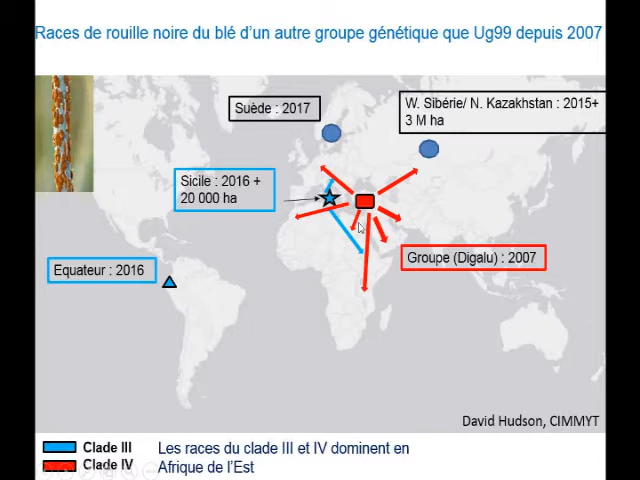 Races de rouille noire du blé d'un autre groupe génétique que Ug99 depuis 2007
Suède : 2017
W. Sibérie/ N. Kazakhstan : 2015+
3 M ha
Sicile : 2016 +
20 000 ha
Groupe (Digalu) : 2007
Equateur : 2016
David Hudson, CIMMYT
Clade III
Les races du clade III et IV dominent en
Clade IV
Afrique de l'Est